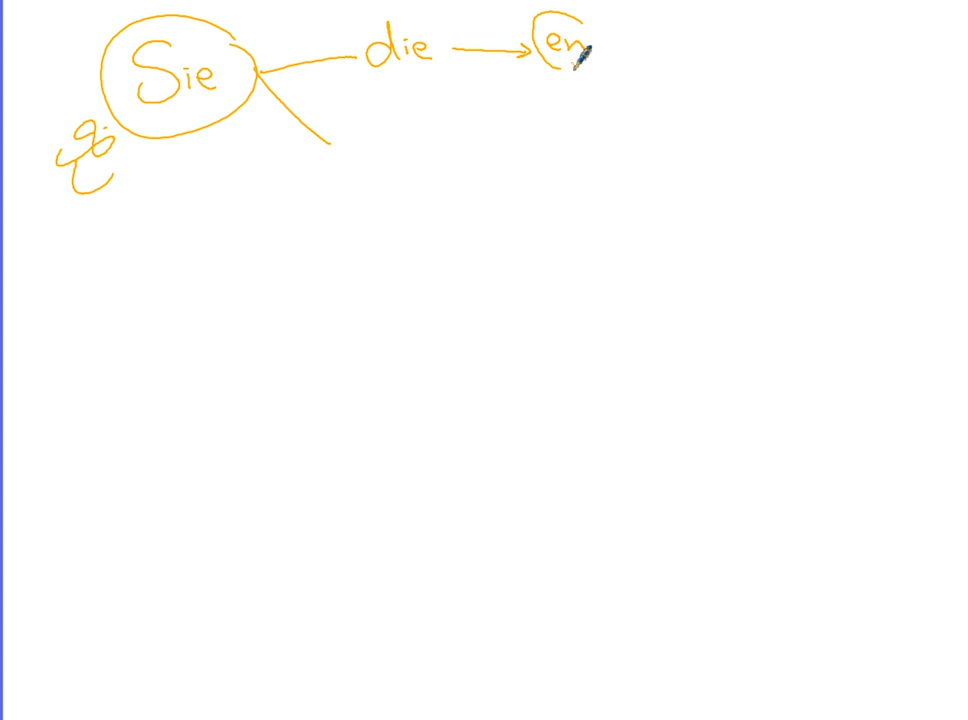 Sie die → en